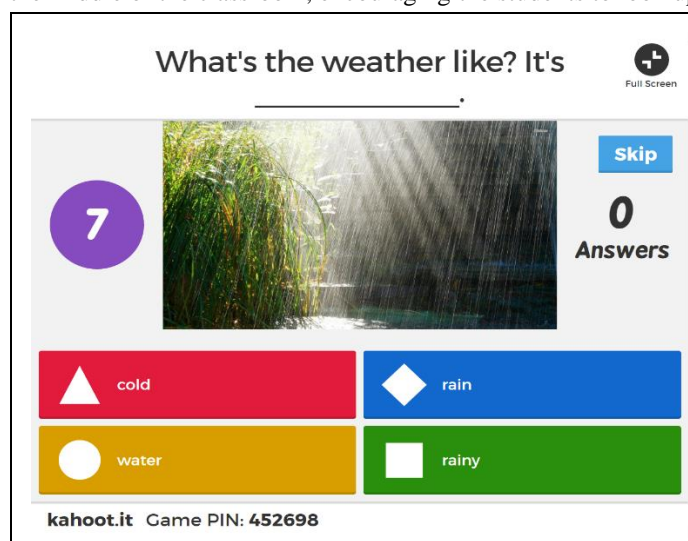 What's the weather like? It's
____________.
Full Screen
Skip
7
0
Answers
cold
rain
water
rainy
kahoot.it Game PIN: 452698